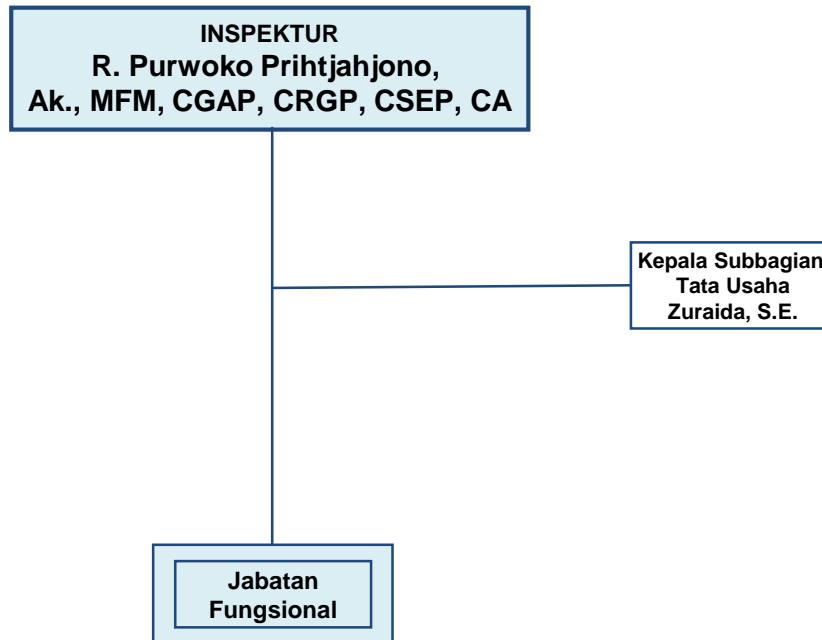 INSPEKTUR
R. Purwoko Prihtjahjono,
Ak., MFM, CGAP, CRGP, CSEP, CA
Kepala Subbagian
Tata Usaha
Zuraida, S.E.
Jabatan
Fungsional